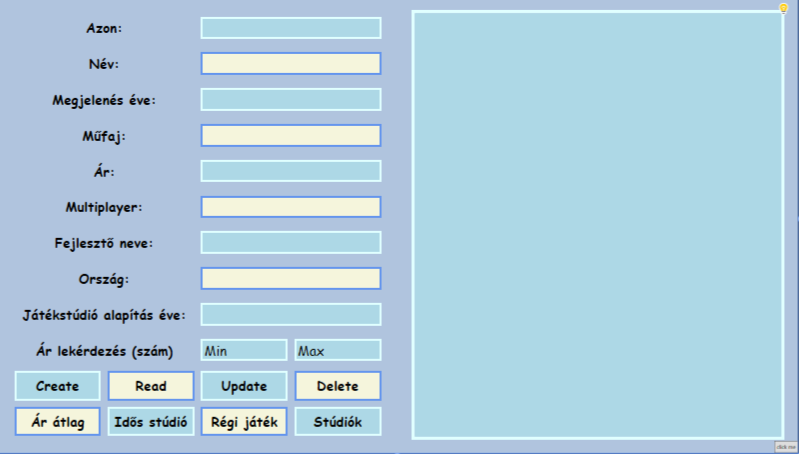 Azon:
Név:
Megjelenés éve:
Műfaj:
Ár:
Multiplayer:
Fejlesztő neve:
Ország:
Játékstúdió alapítás éve:
Ár lekérdezés (szám) Min Max
Create Read Update Delete
Ár átlag Idős stúdió Régi játék Stúdiók
click me